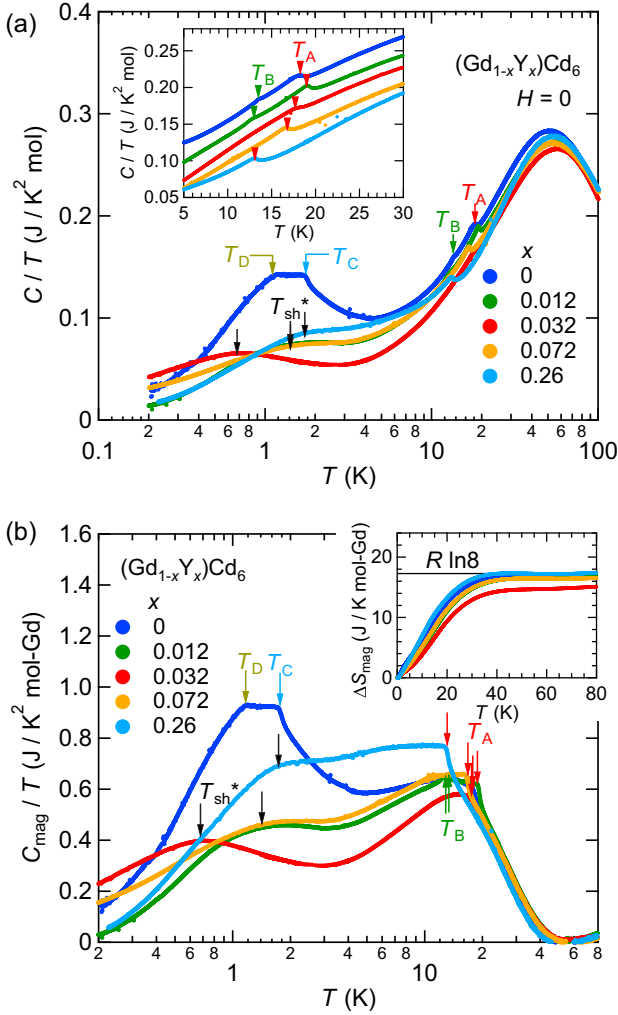 (a)
0.25
0.20
0.15
0.10
0.05
C / T (J / K² mol)
T_B
T_A
5
10
15
20
25
30
T (K)
(Gd₁₋ₓYₓ)Cd₆
H = 0
0.4
0.3
0.2
0.1
0
C / T (J / K² mol)
T_A
T_B
T_D
T_C
T_sh*
x
0
0.012
0.032
0.072
0.26
2
4
6
8
2
4
6
8
2
4
6
8
0.1
1
10
100
T (K)
(b)
1.6
1.4
1.2
1.0
0.8
0.6
0.4
0.2
0
C_mag / T (J / K² mol-Gd)
(Gd₁₋ₓYₓ)Cd₆
x
0
0.012
0.032
0.072
0.26
20
10
0
ΔS_mag (J / K mol-Gd)
R ln8
0
20
40
60
80
T (K)
T_D
T_C
T_A
T_sh*
T_B
2
4
6
8
2
4
6
8
2
4
6
8
1
10
T (K)